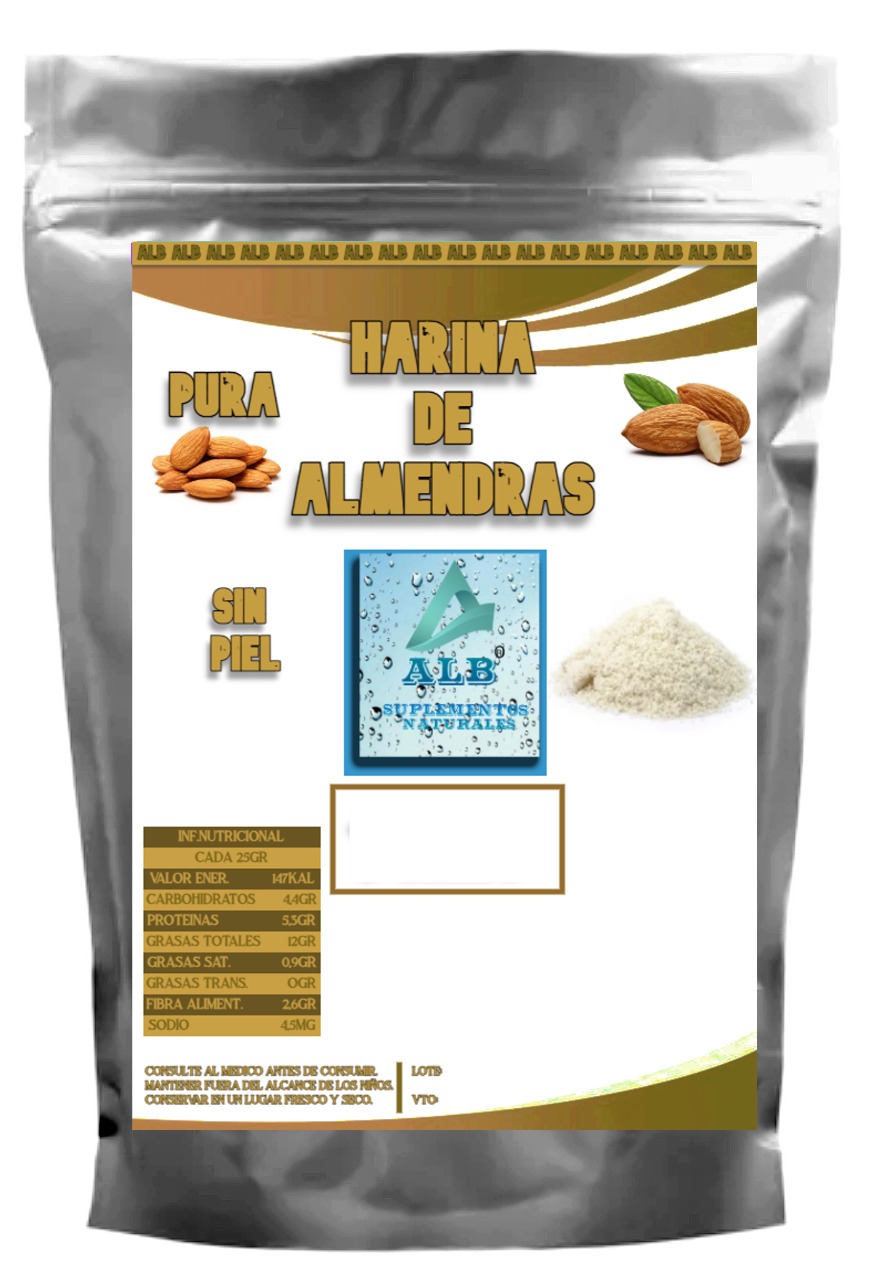 ALB ALB ALB ALB ALB ALB ALB ALB ALB ALB ALB ALB ALB ALB ALB ALB ALB ALB
HARINA
DE
ALMENDRAS
PURA
SIN
PIEL
ALB®
SUPLEMENTOS
NATURALES
INF.NUTRICIONAL
CADA 25GR
VALOR ENER. 147KAL
CARBOHIDRATOS 4,4GR
PROTEINAS 5,3GR
GRASAS TOTALES 12GR
GRASAS SAT. 0,9GR
GRASAS TRANS. 0GR
FIBRA ALIMENT. 2,6GR
SODIO 4,5MG
CONSULTE AL MEDICO ANTES DE CONSUMIR.
MANTENER FUERA DEL ALCANCE DE LOS NIÑOS.
CONSERVAR EN UN LUGAR FRESCO Y SECO.
LOTE:
VTO: